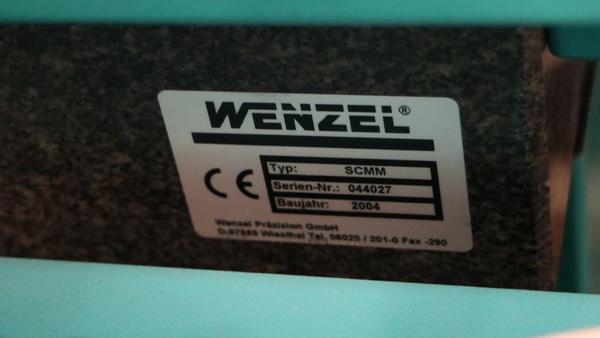 WENZEL®
CE
Typ: SCMM
Serien-Nr.: 044027
Baujahr: 2004
Wenzel Präzision GmbH
D-97859 Wiesthal Tel. 06020 / 201-0 Fax -290